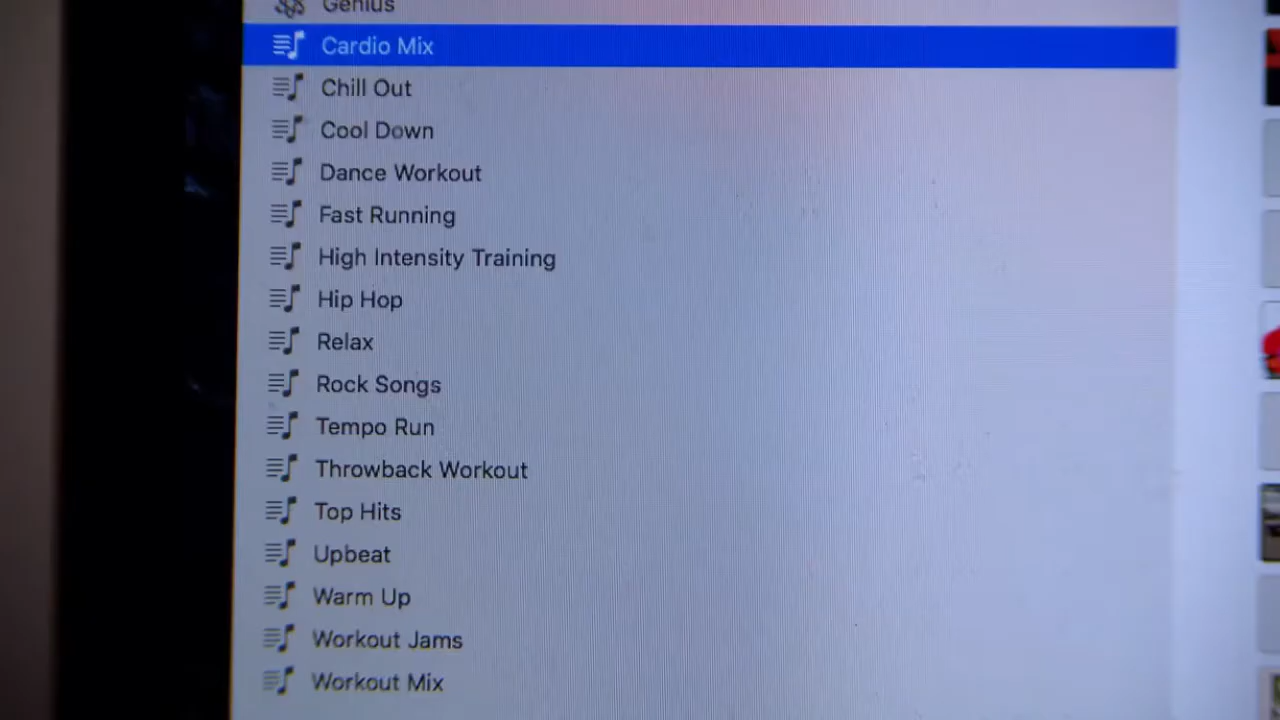 Genius
Cardio Mix
Chill Out
Cool Down
Dance Workout
Fast Running
High Intensity Training
Hip Hop
Relax
Rock Songs
Tempo Run
Throwback Workout
Top Hits
Upbeat
Warm Up
Workout Jams
Workout Mix